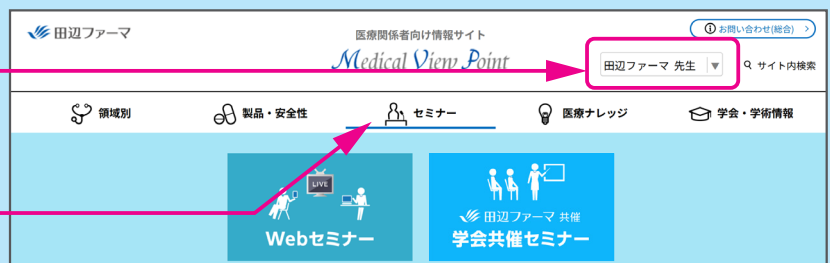 田辺ファーマ
医療関係者向け情報サイト
Medical View Point
お問い合わせ(総合)
田辺ファーマ 先生
サイト内検索
領域別
製品・安全性
セミナー
医療ナレッジ
学会・学術情報
LIVE
Webセミナー
田辺ファーマ 共催
学会共催セミナー